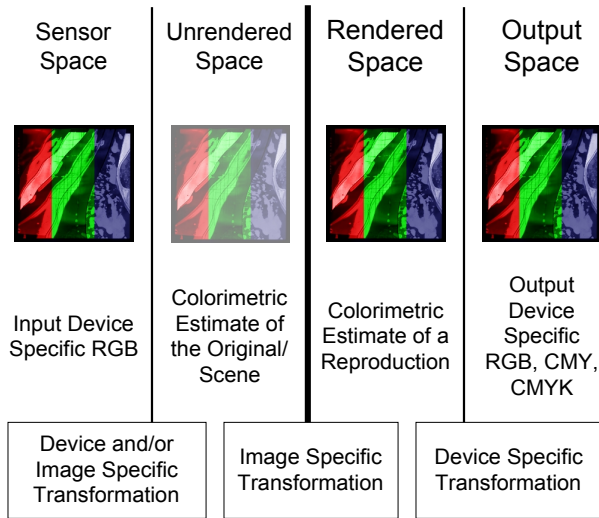 Sensor
Space
Unrendered
Space
Rendered
Space
Output
Space
Input Device
Specific RGB
Colorimetric
Estimate of
the Original/
Scene
Colorimetric
Estimate of a
Reproduction
Output
Device
Specific
RGB, CMY,
CMYK
Device and/or
Image Specific
Transformation
Image Specific
Transformation
Device Specific
Transformation